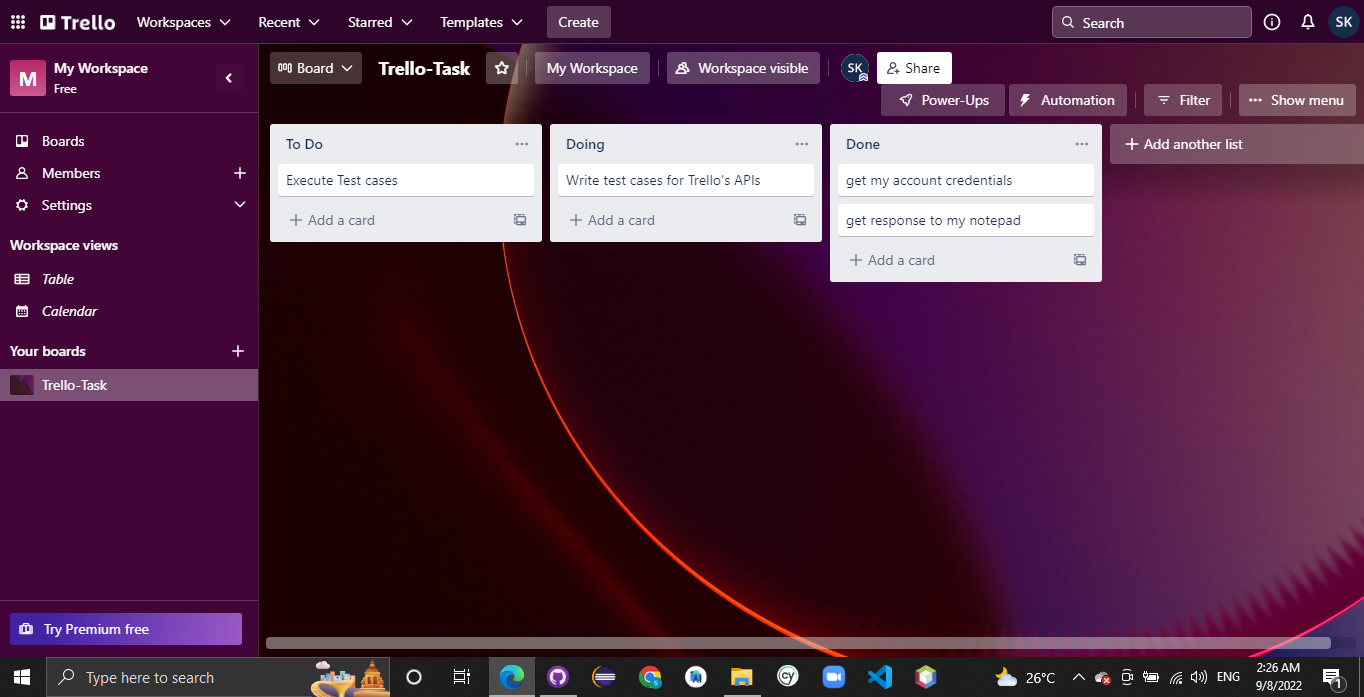 Trello
Workspaces
Recent
Starred
Templates
Create
Search
SK
M
My Workspace
Free
Boards
Members
Settings
Workspace views
Table
Calendar
Your boards
Trello-Task
Try Premium free
Board
Trello-Task
My Workspace
Workspace visible
SK
Share
Power-Ups
Automation
Filter
Show menu
To Do
Execute Test cases
Add a card
Doing
Write test cases for Trello's APIs
Add a card
Done
get my account credentials
get response to my notepad
Add a card
Add another list
Type here to search
cy
26°C
ENG
2:26 AM
9/8/2022
1